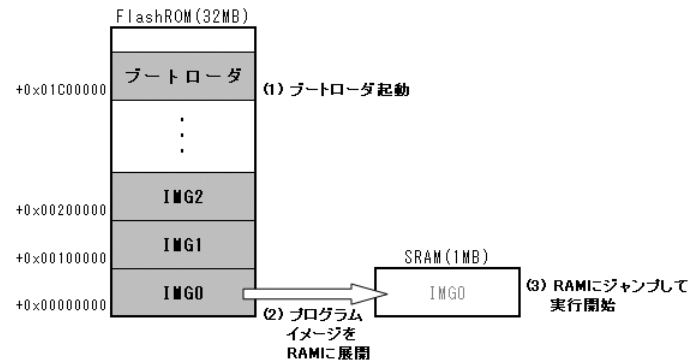 FlashROM(32MB)
ブートローダ
+0x01C00000
(1) ブートローダ起動
IMG2
+0x00200000
IMG1
+0x00100000
SRAM(1MB)
IMG0
+0x00000000
IMG0
(3) RAMにジャンプして
実行開始
(2) プログラム
イメージを
RAMに展開